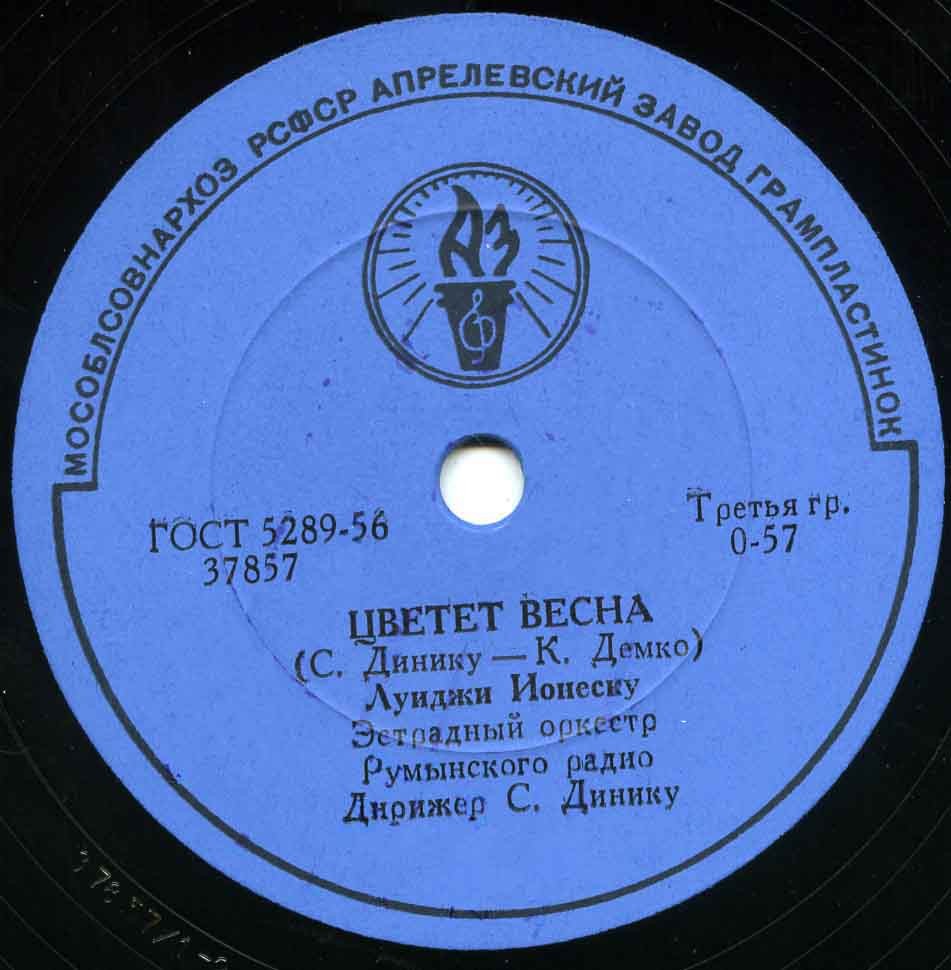 МОСОБЛСОВНАРХОЗ РСФСР АПРЕЛЕВСКИЙ ЗАВОД ГРАМПЛАСТИНОК
АЗ
ГОСТ 5289-56
37857
Третья гр.
0-57
ЦВЕТЕТ ВЕСНА
(С. Динику — К. Демко)
Луиджи Ионеску
Эстрадный оркестр
Румынского радио
Дирижер С. Динику